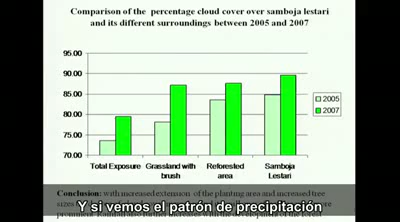 Comparison of the percentage cloud cover over samboja lestari
and its different surroundings between 2005 and 2007
95.00
90.00
85.00
80.00
75.00
70.00
Total Exposure
Grassland with
brush
Reforested
area
Samboja
Lestari
2005
2007
Conclusion: with increased extension of the planting area and increased tree
Y si vemos el patrón de precipitación